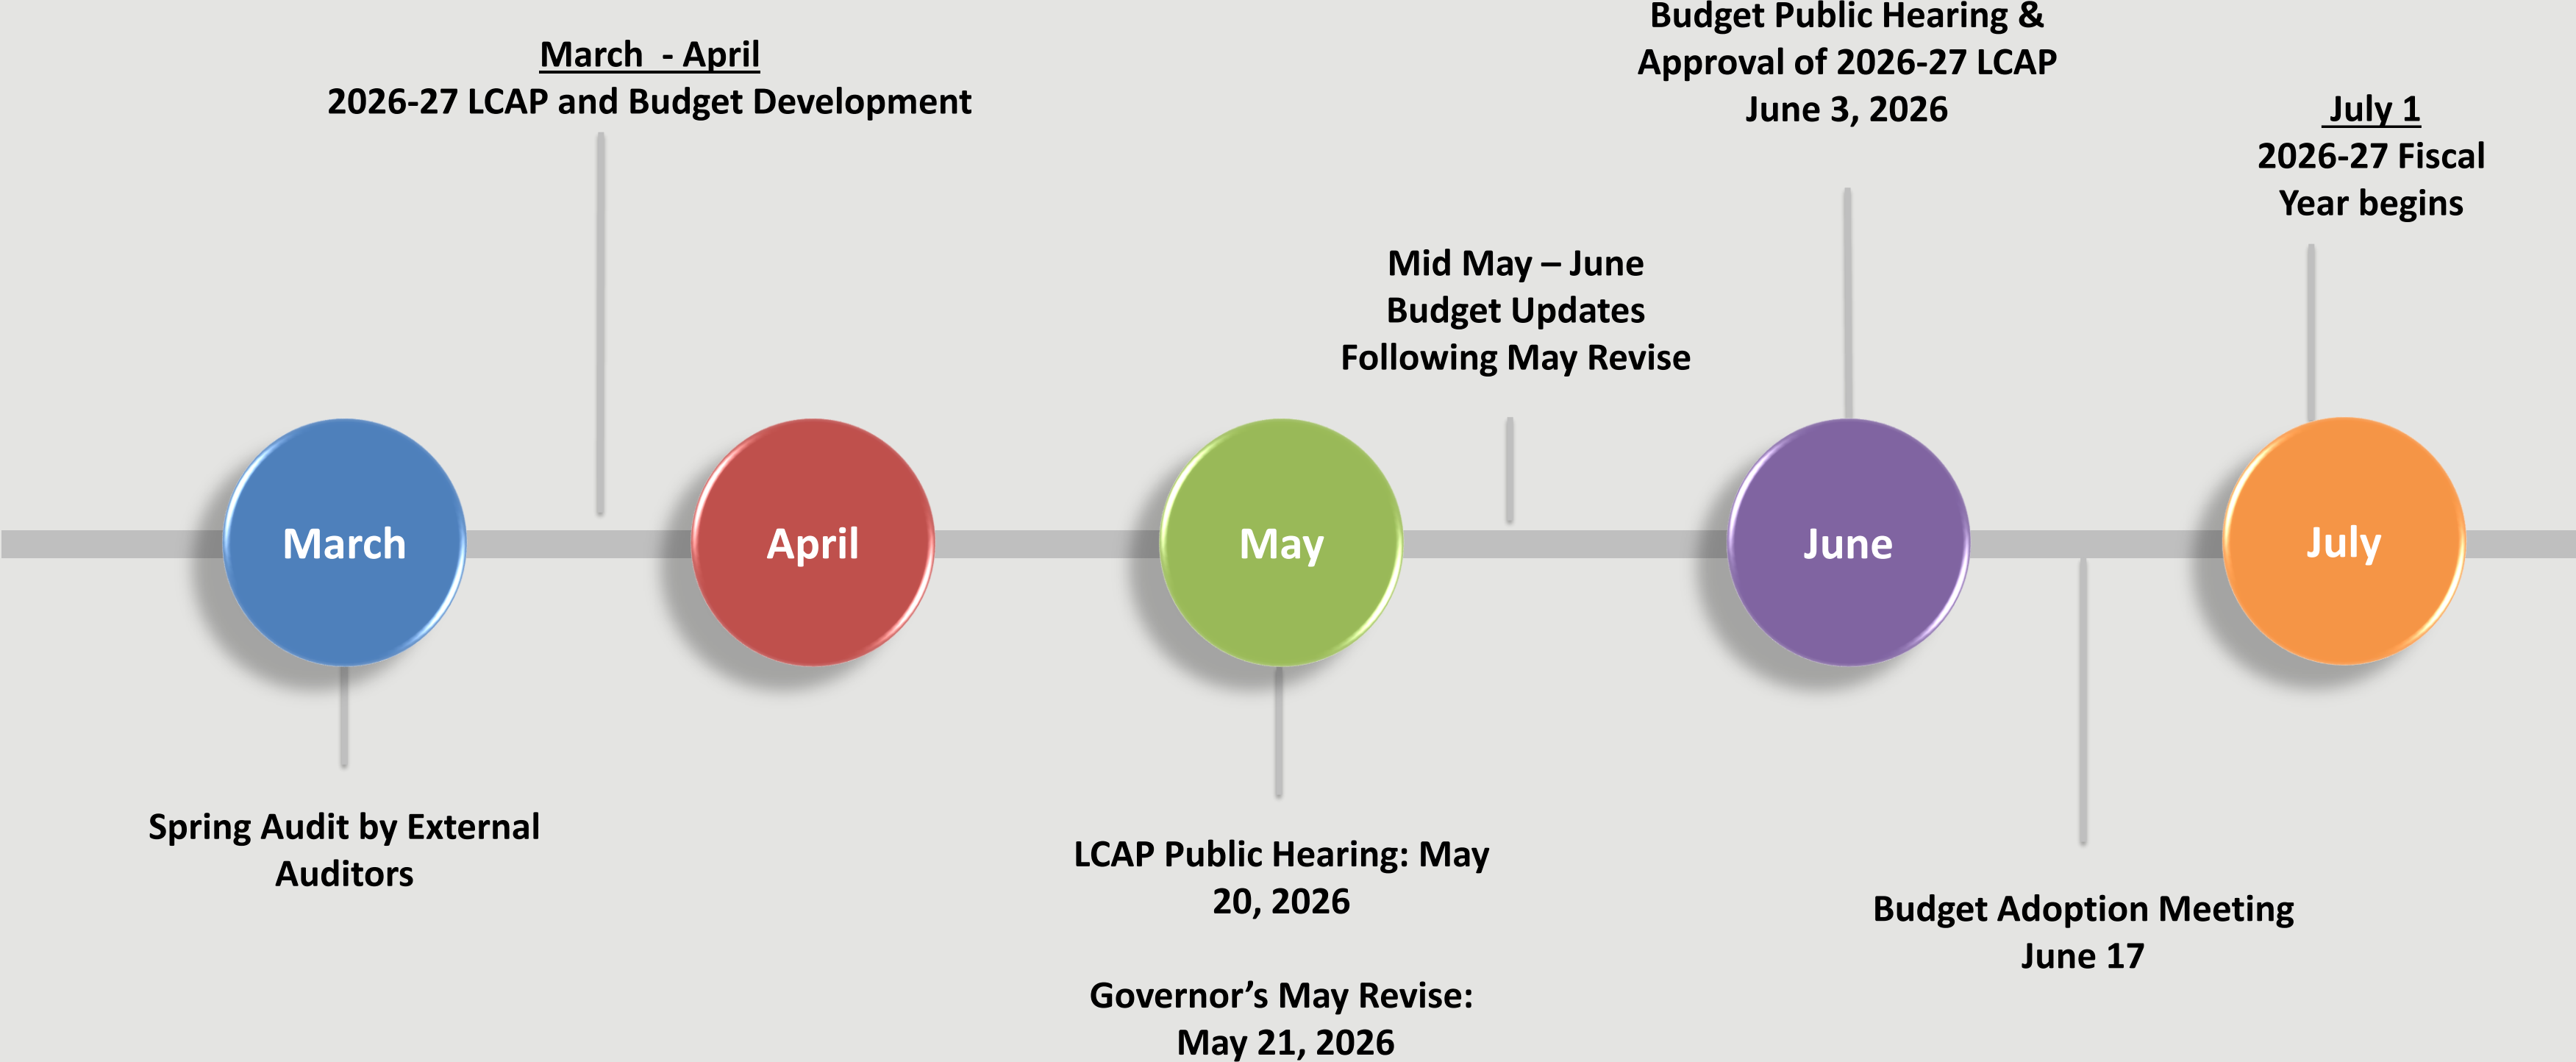 March  - April
2026-27 LCAP and Budget Development
Budget Public Hearing &
Approval of 2026-27 LCAP
June 3, 2026
July 1
2026-27 Fiscal
Year begins
Mid May – June
Budget Updates
Following May Revise
March
April
May
June
July
Spring Audit by External
Auditors
LCAP Public Hearing: May
20, 2026
Governor’s May Revise:
May 21, 2026
Budget Adoption Meeting
June 17